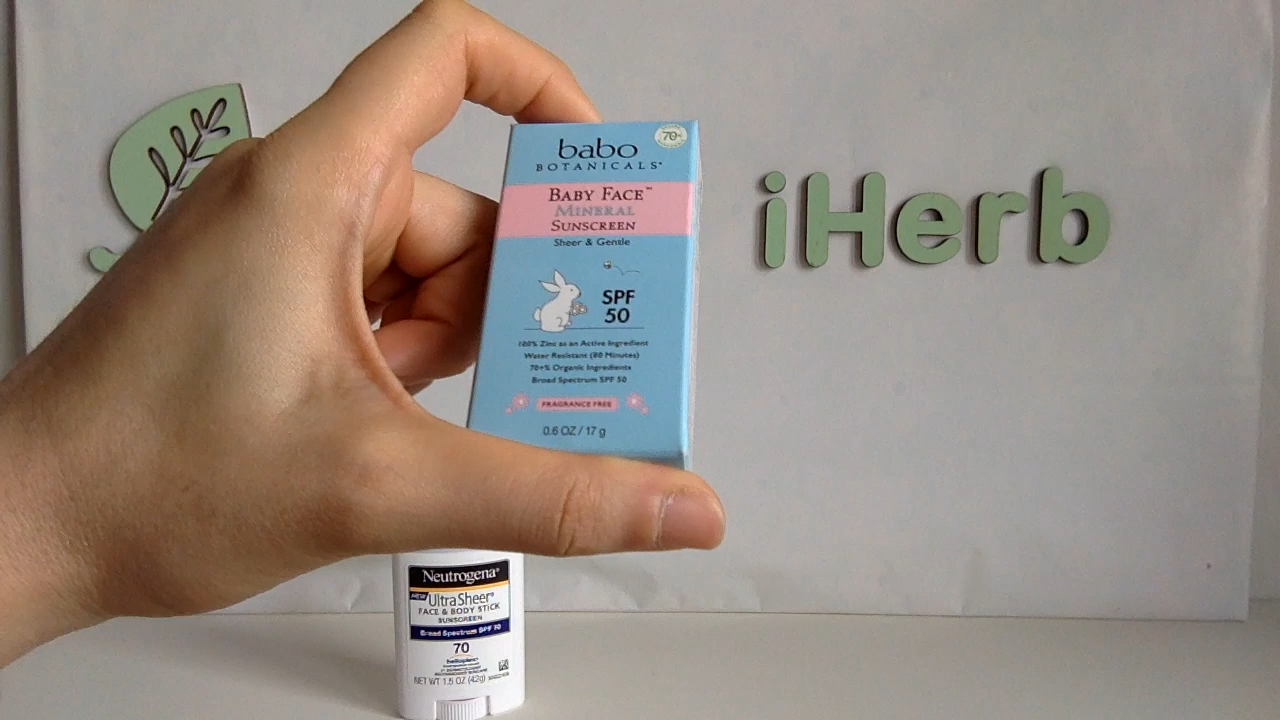 babo
BOTANICALS®
70+
BABY FACE™
MINERAL
SUNSCREEN
Sheer & Gentle
SPF
50
100% Zinc as an Active Ingredient
Water Resistant (80 Minutes)
70+% Organic Ingredients
Broad Spectrum SPF 50
FRAGRANCE FREE
0.6 OZ / 17 g
iHerb
Neutrogena®
NEW UltraSheer®
FACE & BODY STICK
SUNSCREEN
Broad Spectrum SPF 70
70
helioplex®
NET WT 1.5 OZ (42g)